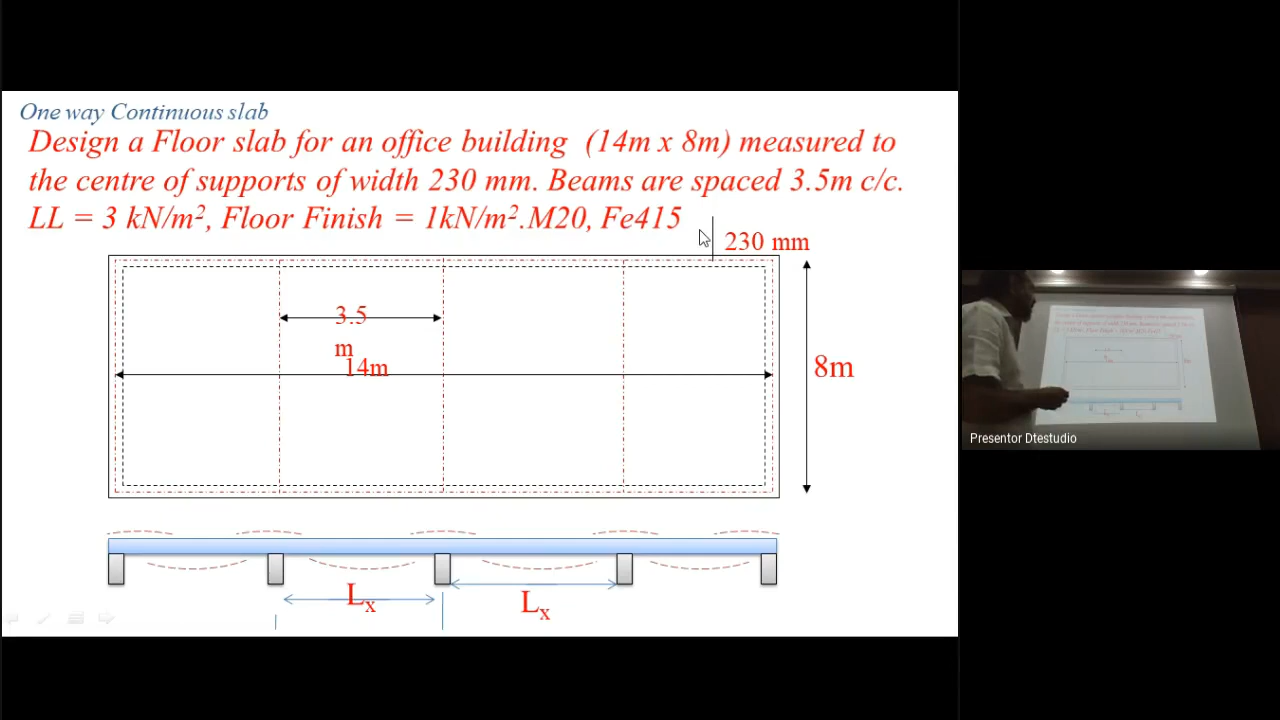 One way Continuous slab
Design a Floor slab for an office building (14m x 8m) measured to
the centre of supports of width 230 mm. Beams are spaced 3.5m c/c.
LL = 3 kN/m², Floor Finish = 1kN/m².M20, Fe415
230 mm
3.5
m
14m
8m
Lx
Lx
Presentor Dtestudio